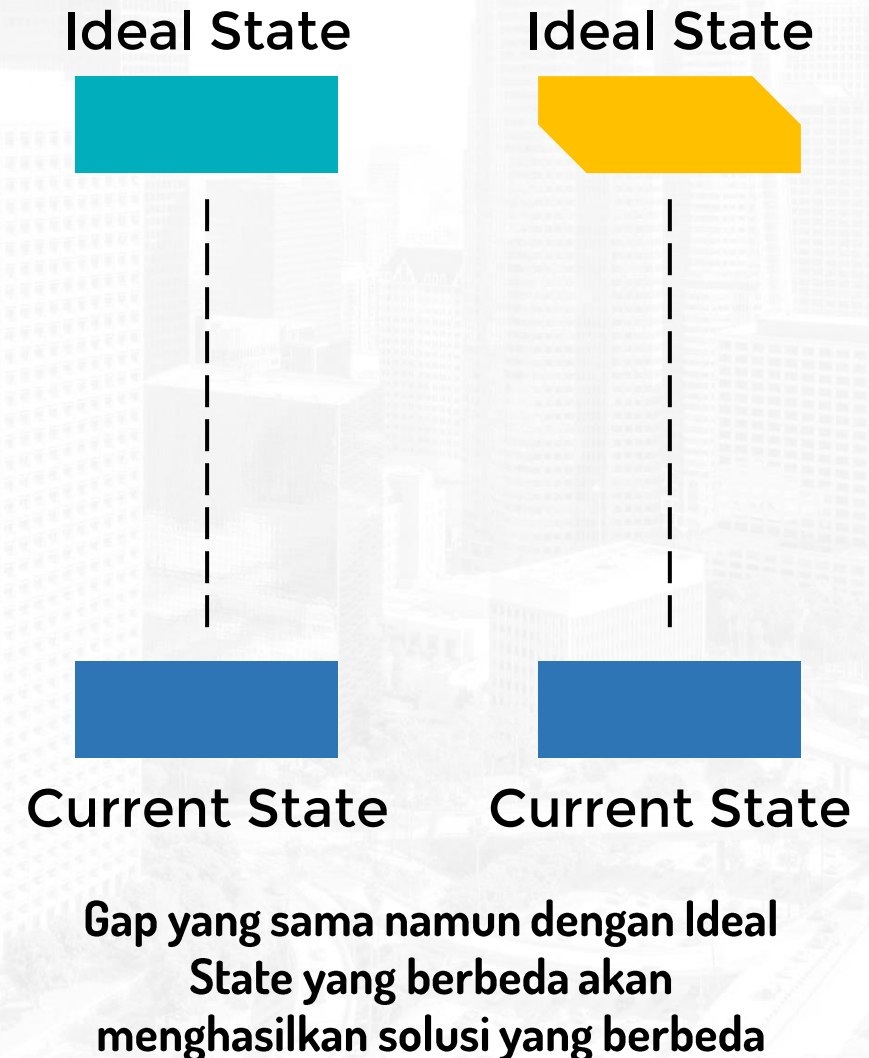 Ideal State
Ideal State
Current State
Current State
Gap yang sama namun dengan Ideal
State yang berbeda akan
menghasilkan solusi yang berbeda